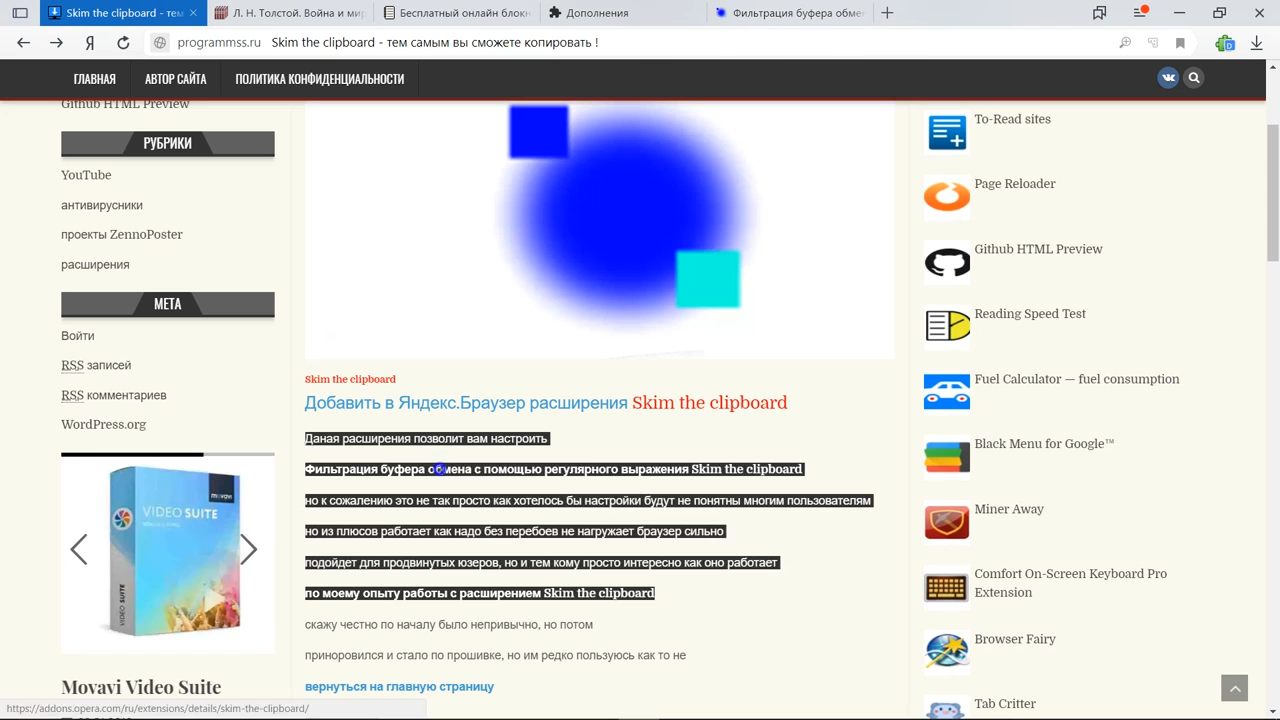 Skim the clipboard - тем
Л. Н. Толстой. Война и ми
Бесплатный онлайн блок
Дополнения
Фильтрация буфера обме
programmss.ru Skim the clipboard - тем самым вы сможете копировать !
ГЛАВНАЯ
АВТОР САЙТА
ПОЛИТИКА КОНФИДЕНЦИАЛЬНОСТИ
Github HTML Preview
РУБРИКИ
YouTube
антивирусники
проекты ZennoPoster
расширения
МЕТА
Войти
RSS записей
RSS комментариев
WordPress.org
movavi
VIDEO SUITE
VIDEO SUITE
Movavi Video Suite
Skim the clipboard
Добавить в Яндекс.Браузер расширения Skim the clipboard
Даная расширения позволит вам настроить
Фильтрация буфера обмена с помощью регулярного выражения Skim the clipboard
но к сожалению это не так просто как хотелось бы настройки будут не понятны многим пользователям
но из плюсов работает как надо без перебоев не нагружает браузер сильно
подойдет для продвинутых юзеров, но и тем кому просто интересно как оно работает
по моему опыту работы с расширением Skim the clipboard
скажу честно по началу было непривычно, но потом
приноровился и стало по прошивке, но им редко пользуюсь как то не
вернуться на главную страницу
To-Read sites
Page Reloader
Github HTML Preview
Reading Speed Test
Fuel Calculator — fuel consumption
Black Menu for Google™
Miner Away
Comfort On-Screen Keyboard Pro
Extension
Browser Fairy
Tab Critter
https://addons.opera.com/ru/extensions/details/skim-the-clipboard/